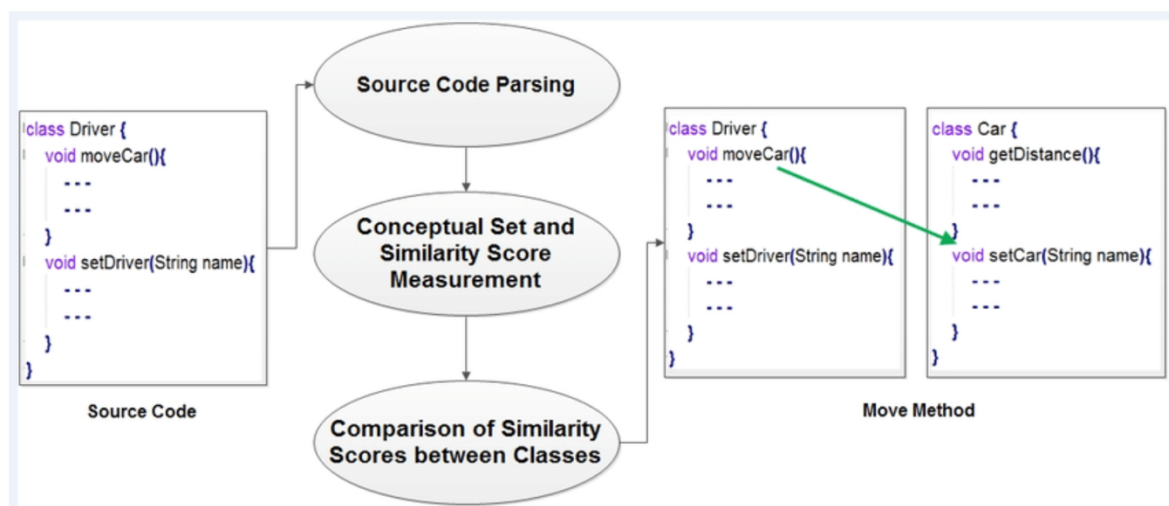 class Driver {
void moveCar(){
---
---
}
void setDriver(String name){
---
---
}
}
Source Code
Source Code Parsing
Conceptual Set and
Similarity Score
Measurement
Comparison of Similarity
Scores between Classes
class Driver {
void moveCar(){
---
---
}
void setDriver(String name){
---
---
}
}
class Car {
void getDistance(){
---
---
}
void setCar(String name){
---
---
}
}
Move Method